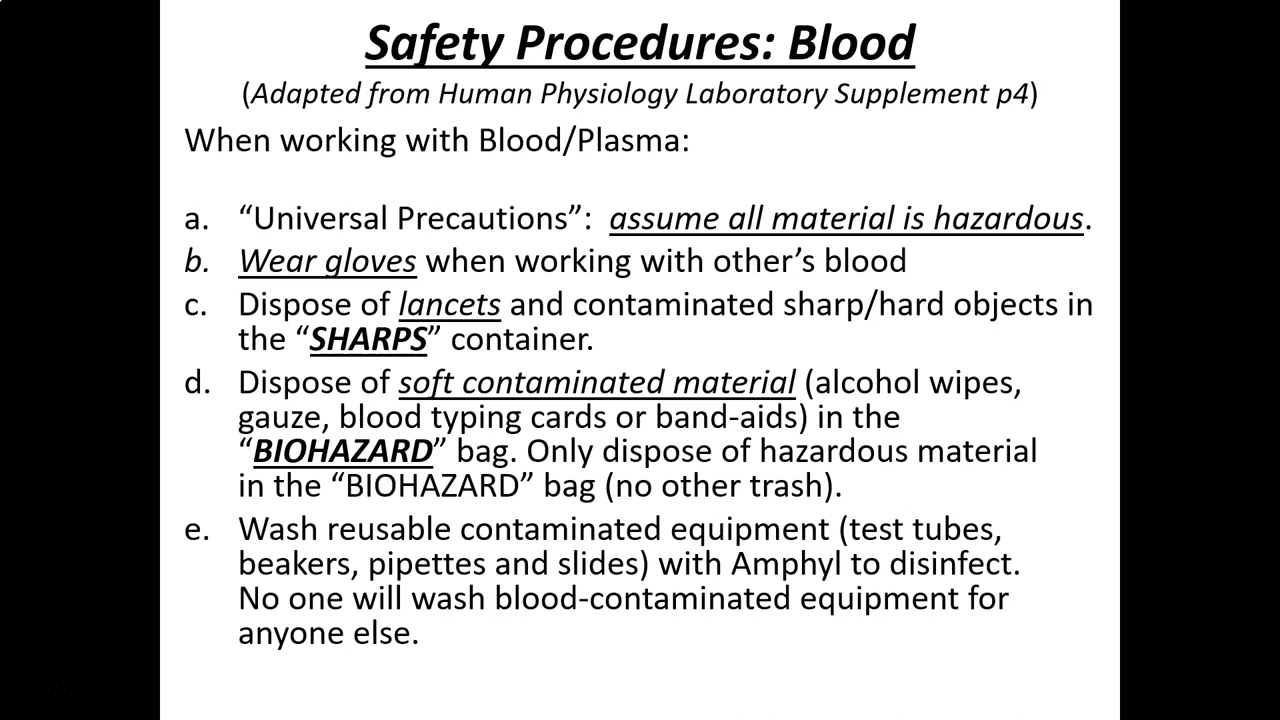 Safety Procedures: Blood
(Adapted from Human Physiology Laboratory Supplement p4)
When working with Blood/Plasma:
a. “Universal Precautions”: assume all material is hazardous.
b. Wear gloves when working with other’s blood
c. Dispose of lancets and contaminated sharp/hard objects in
the “SHARPS” container.
d. Dispose of soft contaminated material (alcohol wipes,
gauze, blood typing cards or band-aids) in the
“BIOHAZARD” bag. Only dispose of hazardous material
in the “BIOHAZARD” bag (no other trash).
e. Wash reusable contaminated equipment (test tubes,
beakers, pipettes and slides) with Amphyl to disinfect.
No one will wash blood-contaminated equipment for
anyone else.